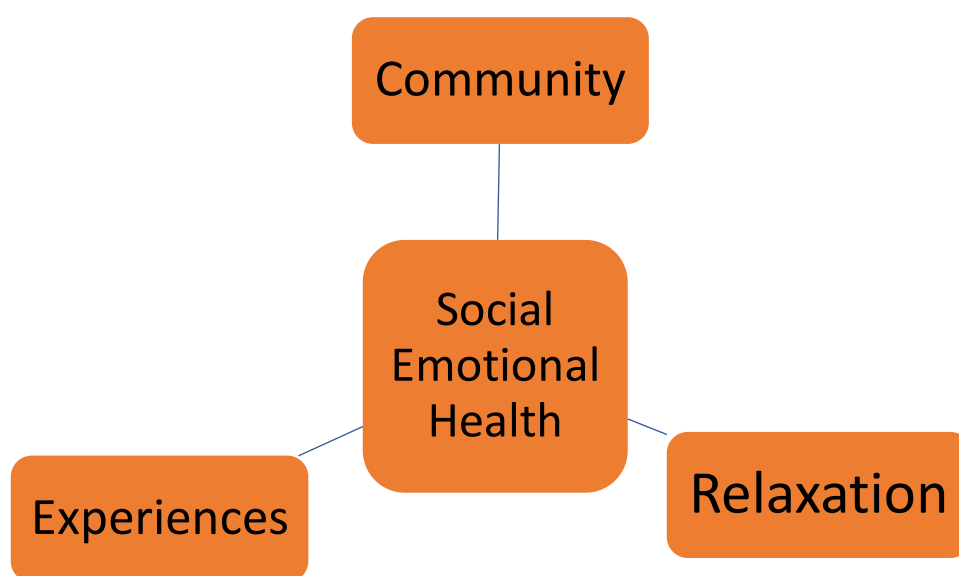 Community
Social
Emotional
Health
Experiences
Relaxation